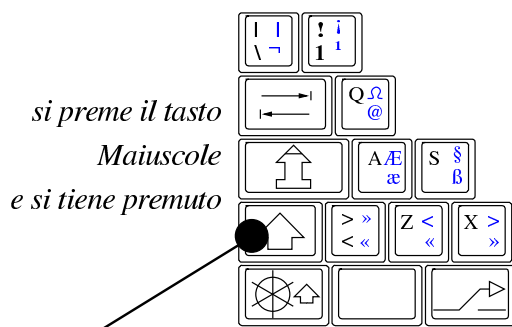 | | ! ¡
\ ¬ 1 ¹
si preme il tasto
Q Ω
@
Maiuscole
A Æ S §
æ ß
e si tiene premuto
> » Z < X >
< « « »